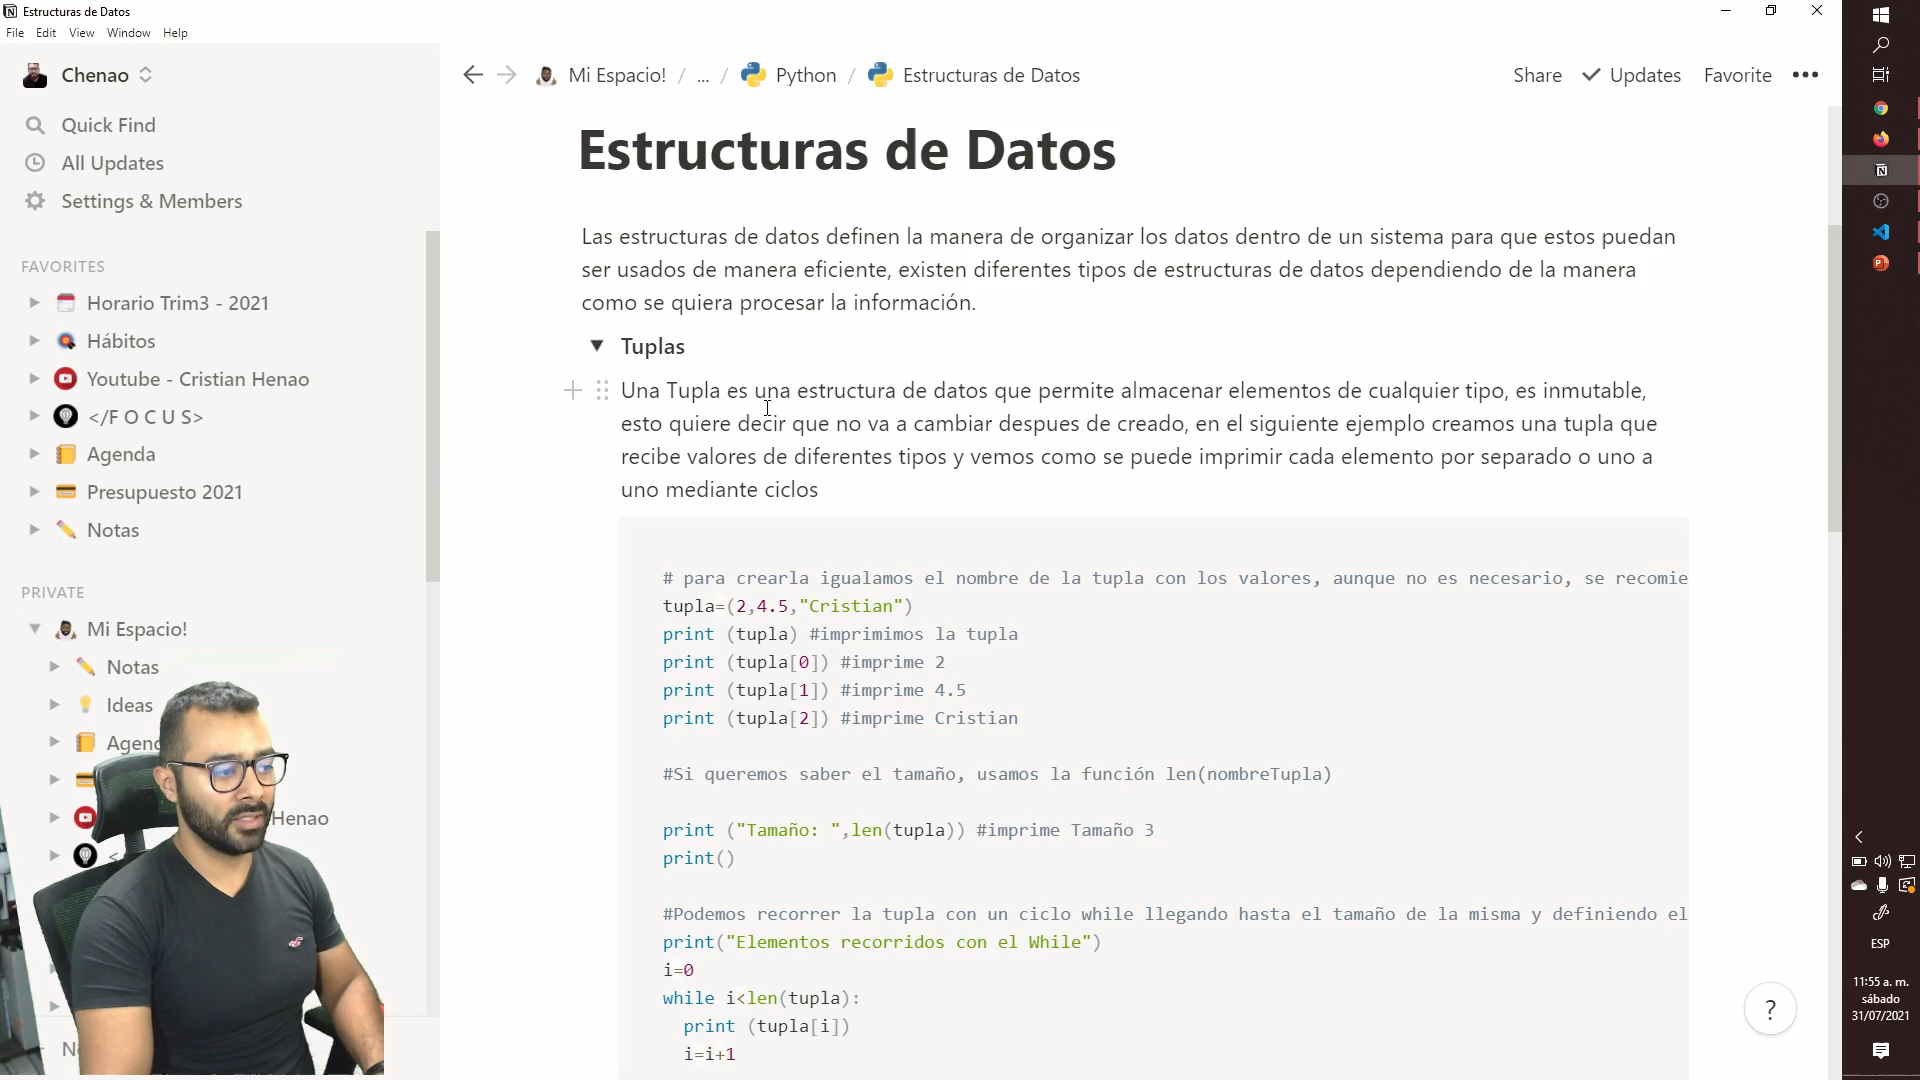 Estructuras de Datos
File Edit View Window Help
Chenao
Quick Find
All Updates
Settings & Members
FAVORITES
Horario Trim3 - 2021
Hábitos
Youtube - Cristian Henao
</F O C U S>
Agenda
Presupuesto 2021
Notas
PRIVATE
Mi Espacio!
Notas
Ideas
Agend
Henao
<
N
Mi Espacio! / ... / Python / Estructuras de Datos
Share Updates Favorite
Estructuras de Datos
Las estructuras de datos definen la manera de organizar los datos dentro de un sistema para que estos puedan
ser usados de manera eficiente, existen diferentes tipos de estructuras de datos dependiendo de la manera
como se quiera procesar la información.
Tuplas
Una Tupla es una estructura de datos que permite almacenar elementos de cualquier tipo, es inmutable,
esto quiere decir que no va a cambiar despues de creado, en el siguiente ejemplo creamos una tupla que
recibe valores de diferentes tipos y vemos como se puede imprimir cada elemento por separado o uno a
uno mediante ciclos
# para crearla igualamos el nombre de la tupla con los valores, aunque no es necesario, se recomie
tupla=(2,4.5,"Cristian")
print (tupla) #imprimimos la tupla
print (tupla[0]) #imprime 2
print (tupla[1]) #imprime 4.5
print (tupla[2]) #imprime Cristian
#Si queremos saber el tamaño, usamos la función len(nombreTupla)
print ("Tamaño: ",len(tupla)) #imprime Tamaño 3
print()
#Podemos recorrer la tupla con un ciclo while llegando hasta el tamaño de la misma y definiendo el
print("Elementos recorridos con el While")
i=0
while i<len(tupla):
print (tupla[i])
i=i+1
?
ESP
11:55 a. m.
sábado
31/07/2021